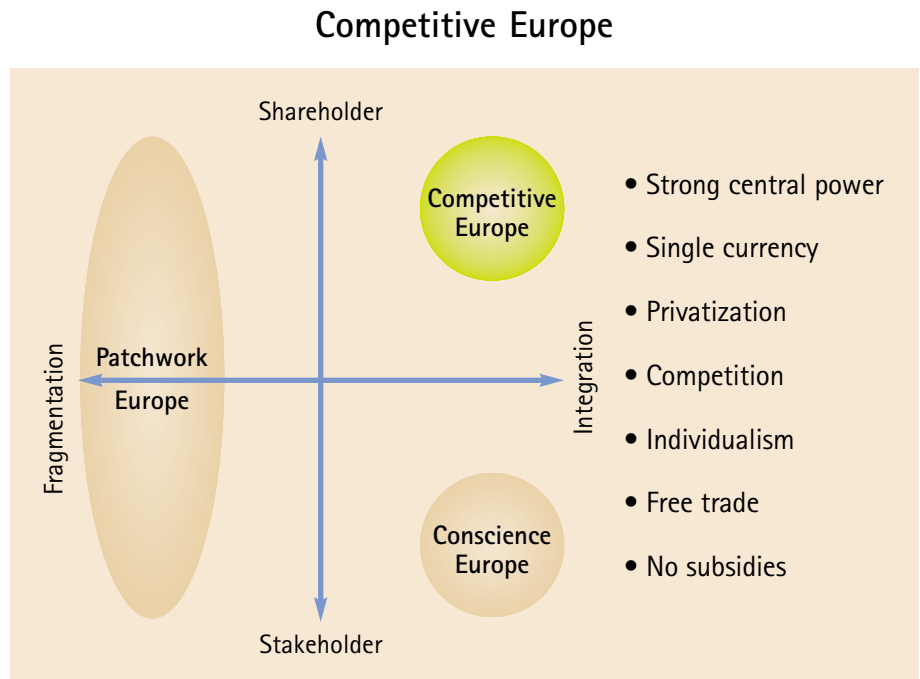 Competitive Europe
Shareholder
Competitive
Europe
Patchwork
Europe
Fragmentation
Integration
Conscience
Europe
Stakeholder
• Strong central power
• Single currency
• Privatization
• Competition
• Individualism
• Free trade
• No subsidies